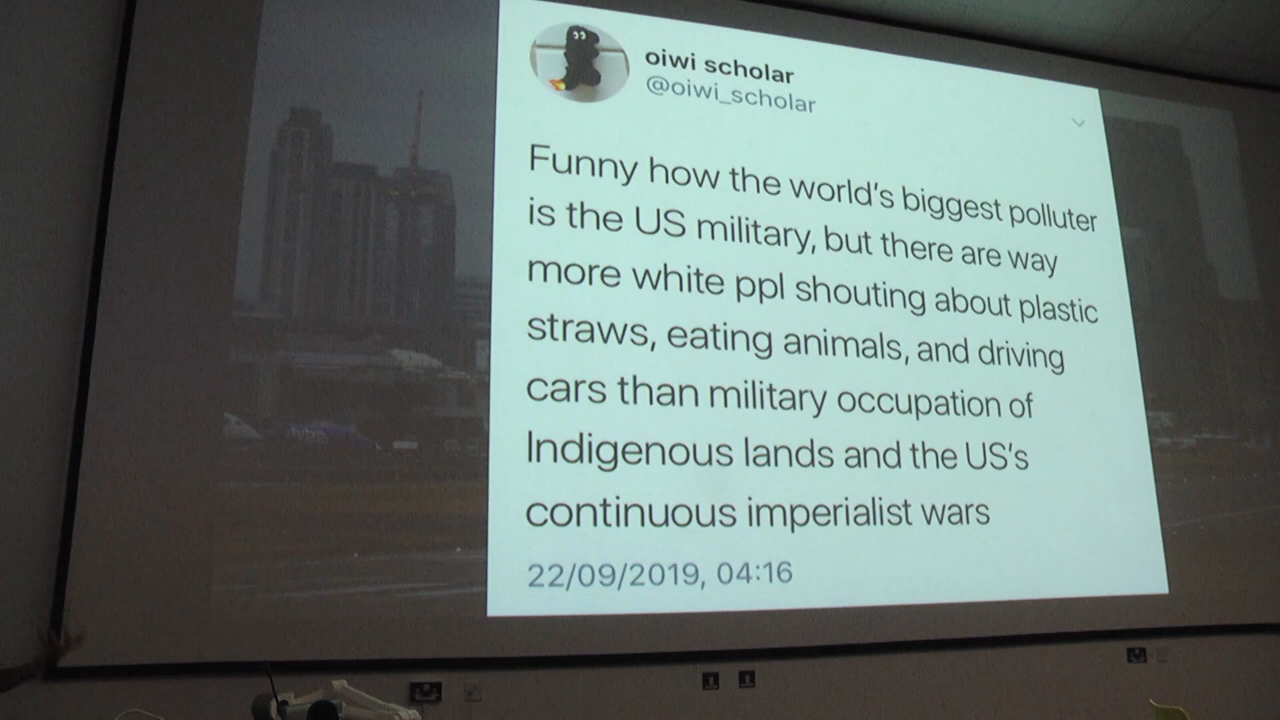 oiwi scholar
@oiwi_scholar
Funny how the world's biggest polluter
is the US military, but there are way
more white ppl shouting about plastic
straws, eating animals, and driving
cars than military occupation of
Indigenous lands and the US's
continuous imperialist wars
22/09/2019, 04:16